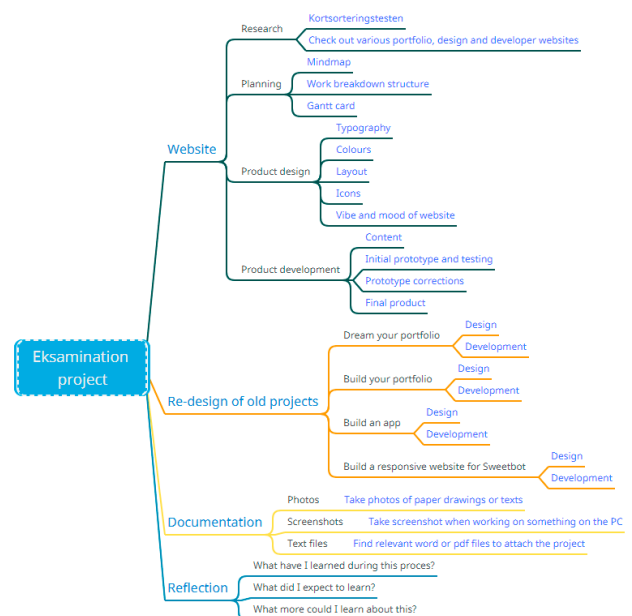 Eksamination
project
Website
Research
Kortsorteringstesten
Check out various portfolio, design and developer websites
Planning
Mindmap
Work breakdown structure
Gantt card
Product design
Typography
Colours
Layout
Icons
Vibe and mood of website
Product development
Content
Initial prototype and testing
Prototype corrections
Final product
Re-design of old projects
Dream your portfolio
Design
Development
Build your portfolio
Design
Development
Build an app
Design
Development
Build a responsive website for Sweetbot
Design
Development
Documentation
Photos
Take photos of paper drawings or texts
Screenshots
Take screenshot when working on something on the PC
Text files
Find relevant word or pdf files to attach the project
Reflection
What have I learned during this proces?
What did I expect to learn?
What more could I learn about this?